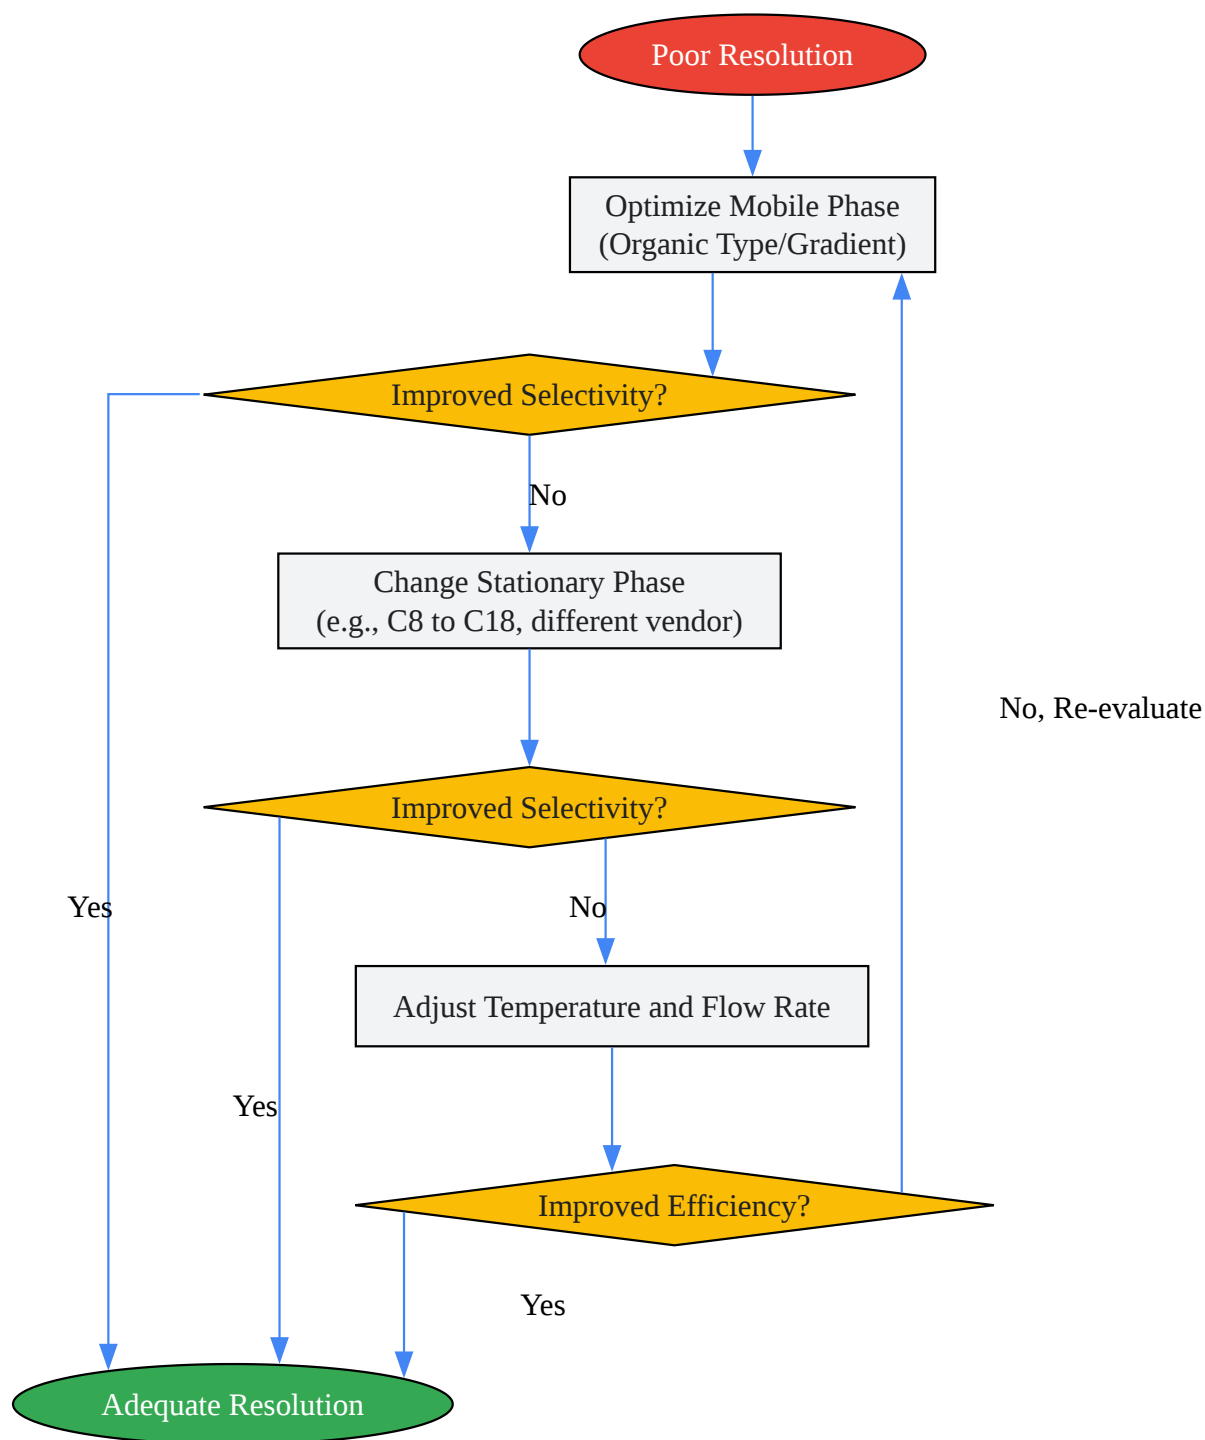 Poor Resolution
Optimize Mobile Phase
(Organic Type/Gradient)
Improved Selectivity?
No
Change Stationary Phase
(e.g., C8 to C18, different vendor)
No, Re-evaluate
Improved Selectivity?
Yes
No
Adjust Temperature and Flow Rate
Yes
Improved Efficiency?
Yes
Adequate Resolution